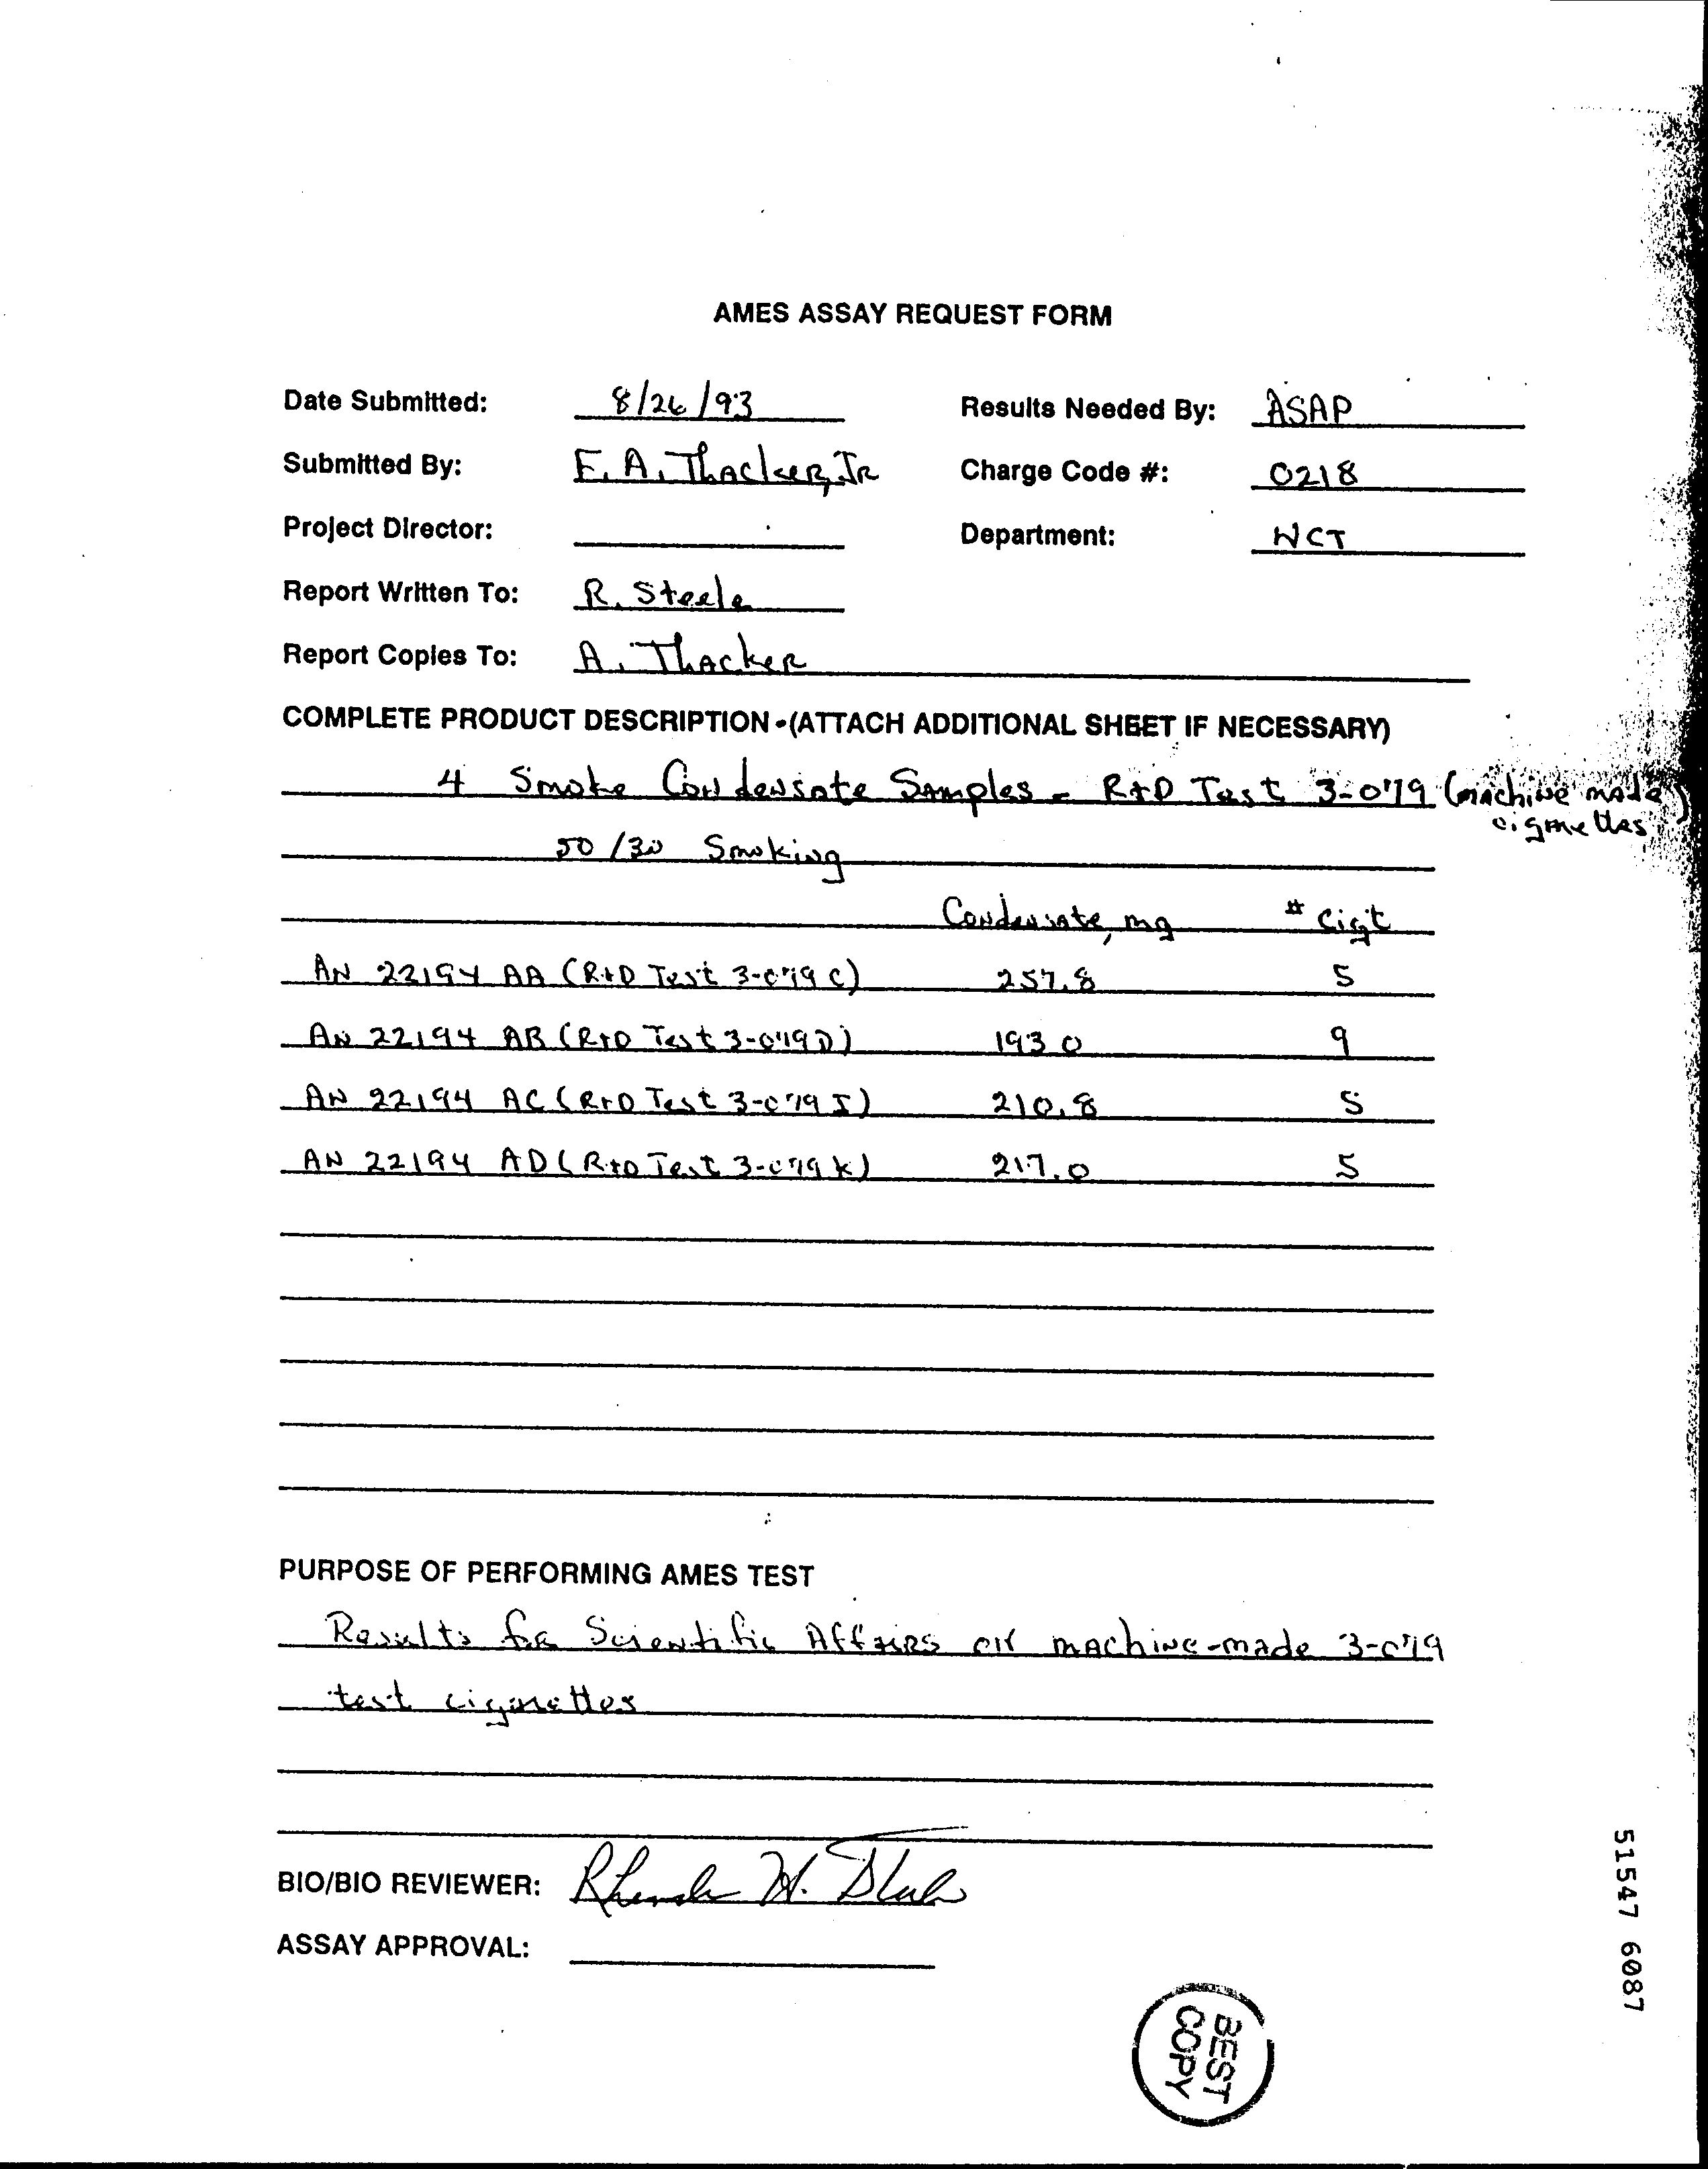 AMES ASSAY REQUEST FORM
Date Submitted: 8/26/93 Results Needed By: ASAP
Submitted By: E. A. Thacker, Jr Charge Code #: 0218
Project Director: Department: NCT
Report Written To: R. Steele
Report Copies To: A. Thacker
COMPLETE PRODUCT DESCRIPTION - (ATTACH ADDITIONAL SHEET IF NECESSARY)
4 Smoke Condensate Samples - R+D Test 3-079 (machine made
cigarettes)
50/30 Smoking
Condensate, mg # Cigt
AN 22194 AA (R+D Test 3-079 C) 257.8 5
AN 22194 AB (R+D Test 3-079 D) 193.0 9
AN 22194 AC (R+D Test 3-079 I) 210.8 5
AN 22194 AD (R+D Test 3-079 K) 217.0 5
PURPOSE OF PERFORMING AMES TEST
Results for Scientific Affairs on machine-made 3-079
test cigarettes
BIO/BIO REVIEWER: W.
ASSAY APPROVAL:
BEST
COPY
51547 6087